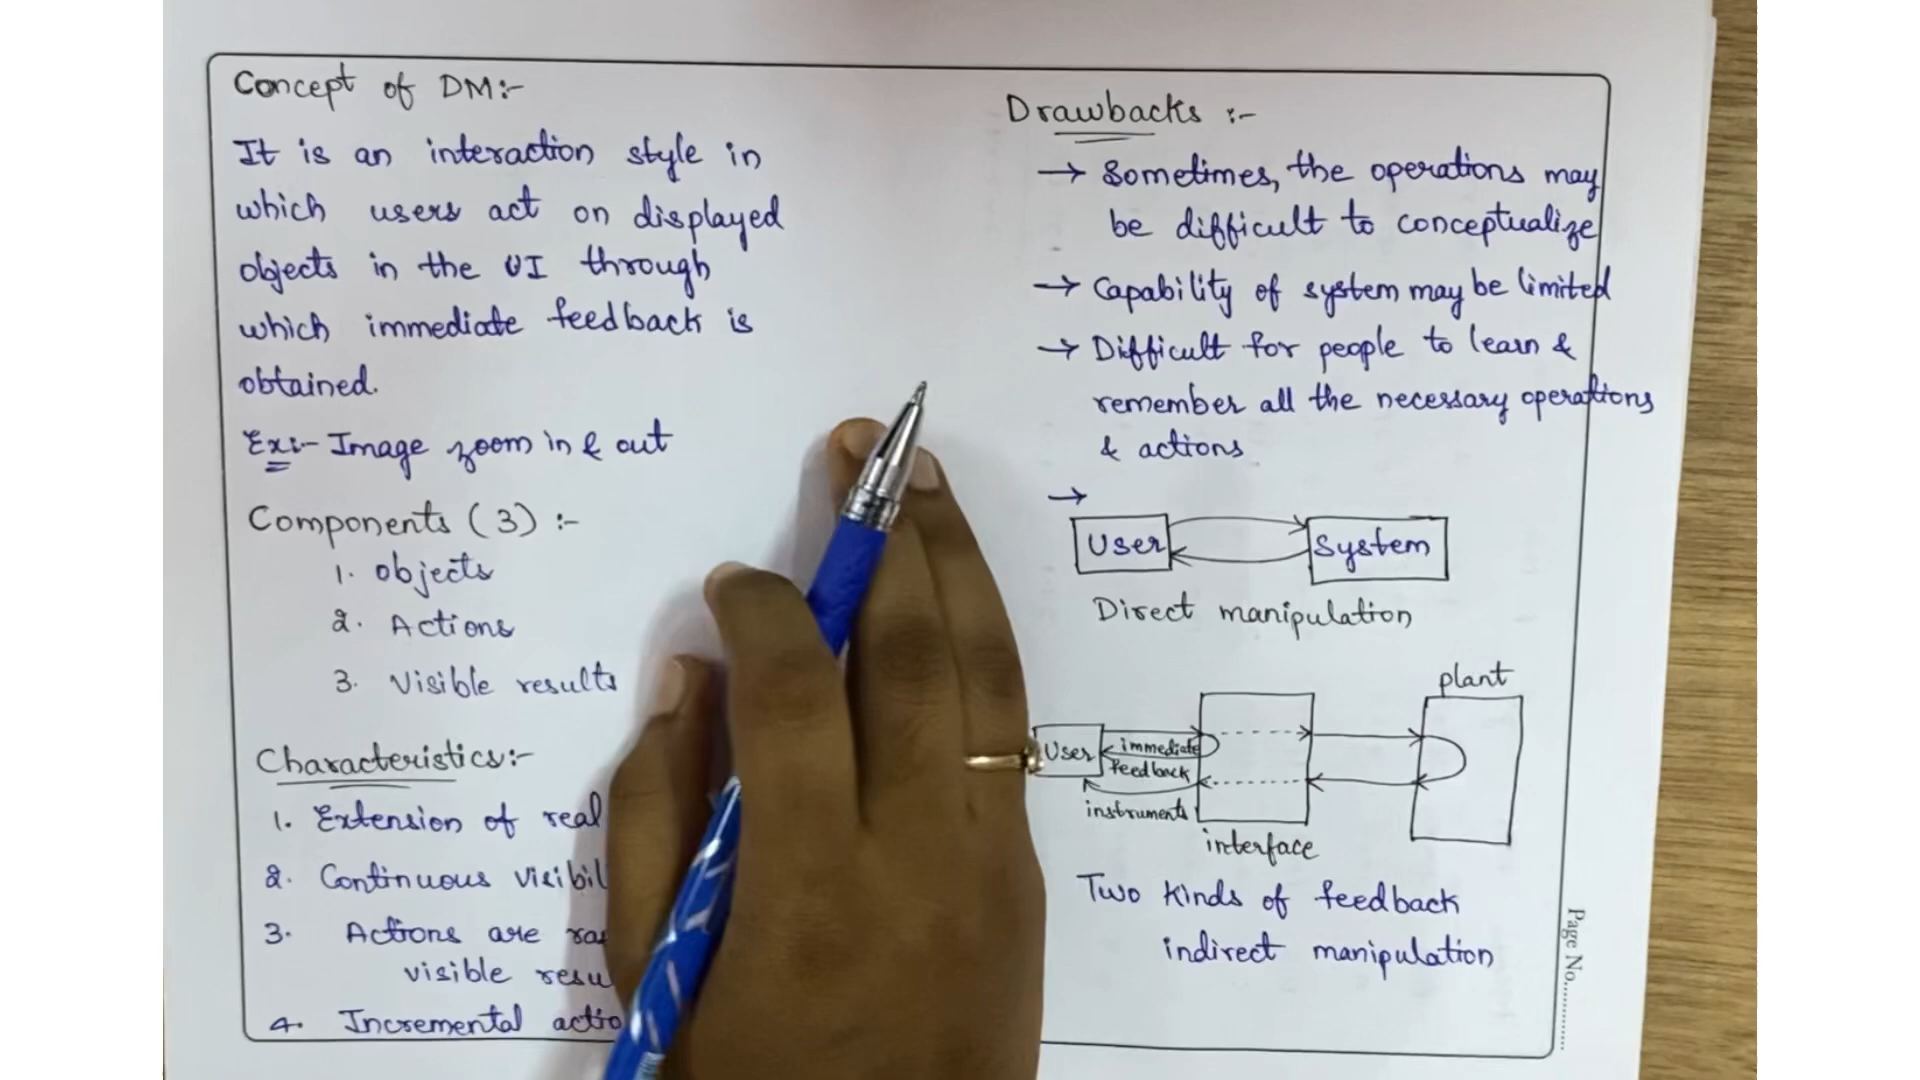 Concept of DM:-
It is an interaction style in
which users act on displayed
objects in the UI through
which immediate feedback is
obtained.
Ex:- Image zoom in & out
Components (3) :-
1. Objects
2. Actions
3. Visible results
Characteristics:-
1. Extension of real
2. Continuous
3. Actions are
visible
4. Incremental
Drawbacks :-
→ Sometimes, the operations may
be difficult to conceptualize
→ Capability of system may be limited
→ Difficult for people to learn &
remember all the necessary operations
& actions
→
User System
Direct manipulation
plant
User immediate
feedback
instruments
interface
Two kinds of feedback
indirect manipulation
Page No..............